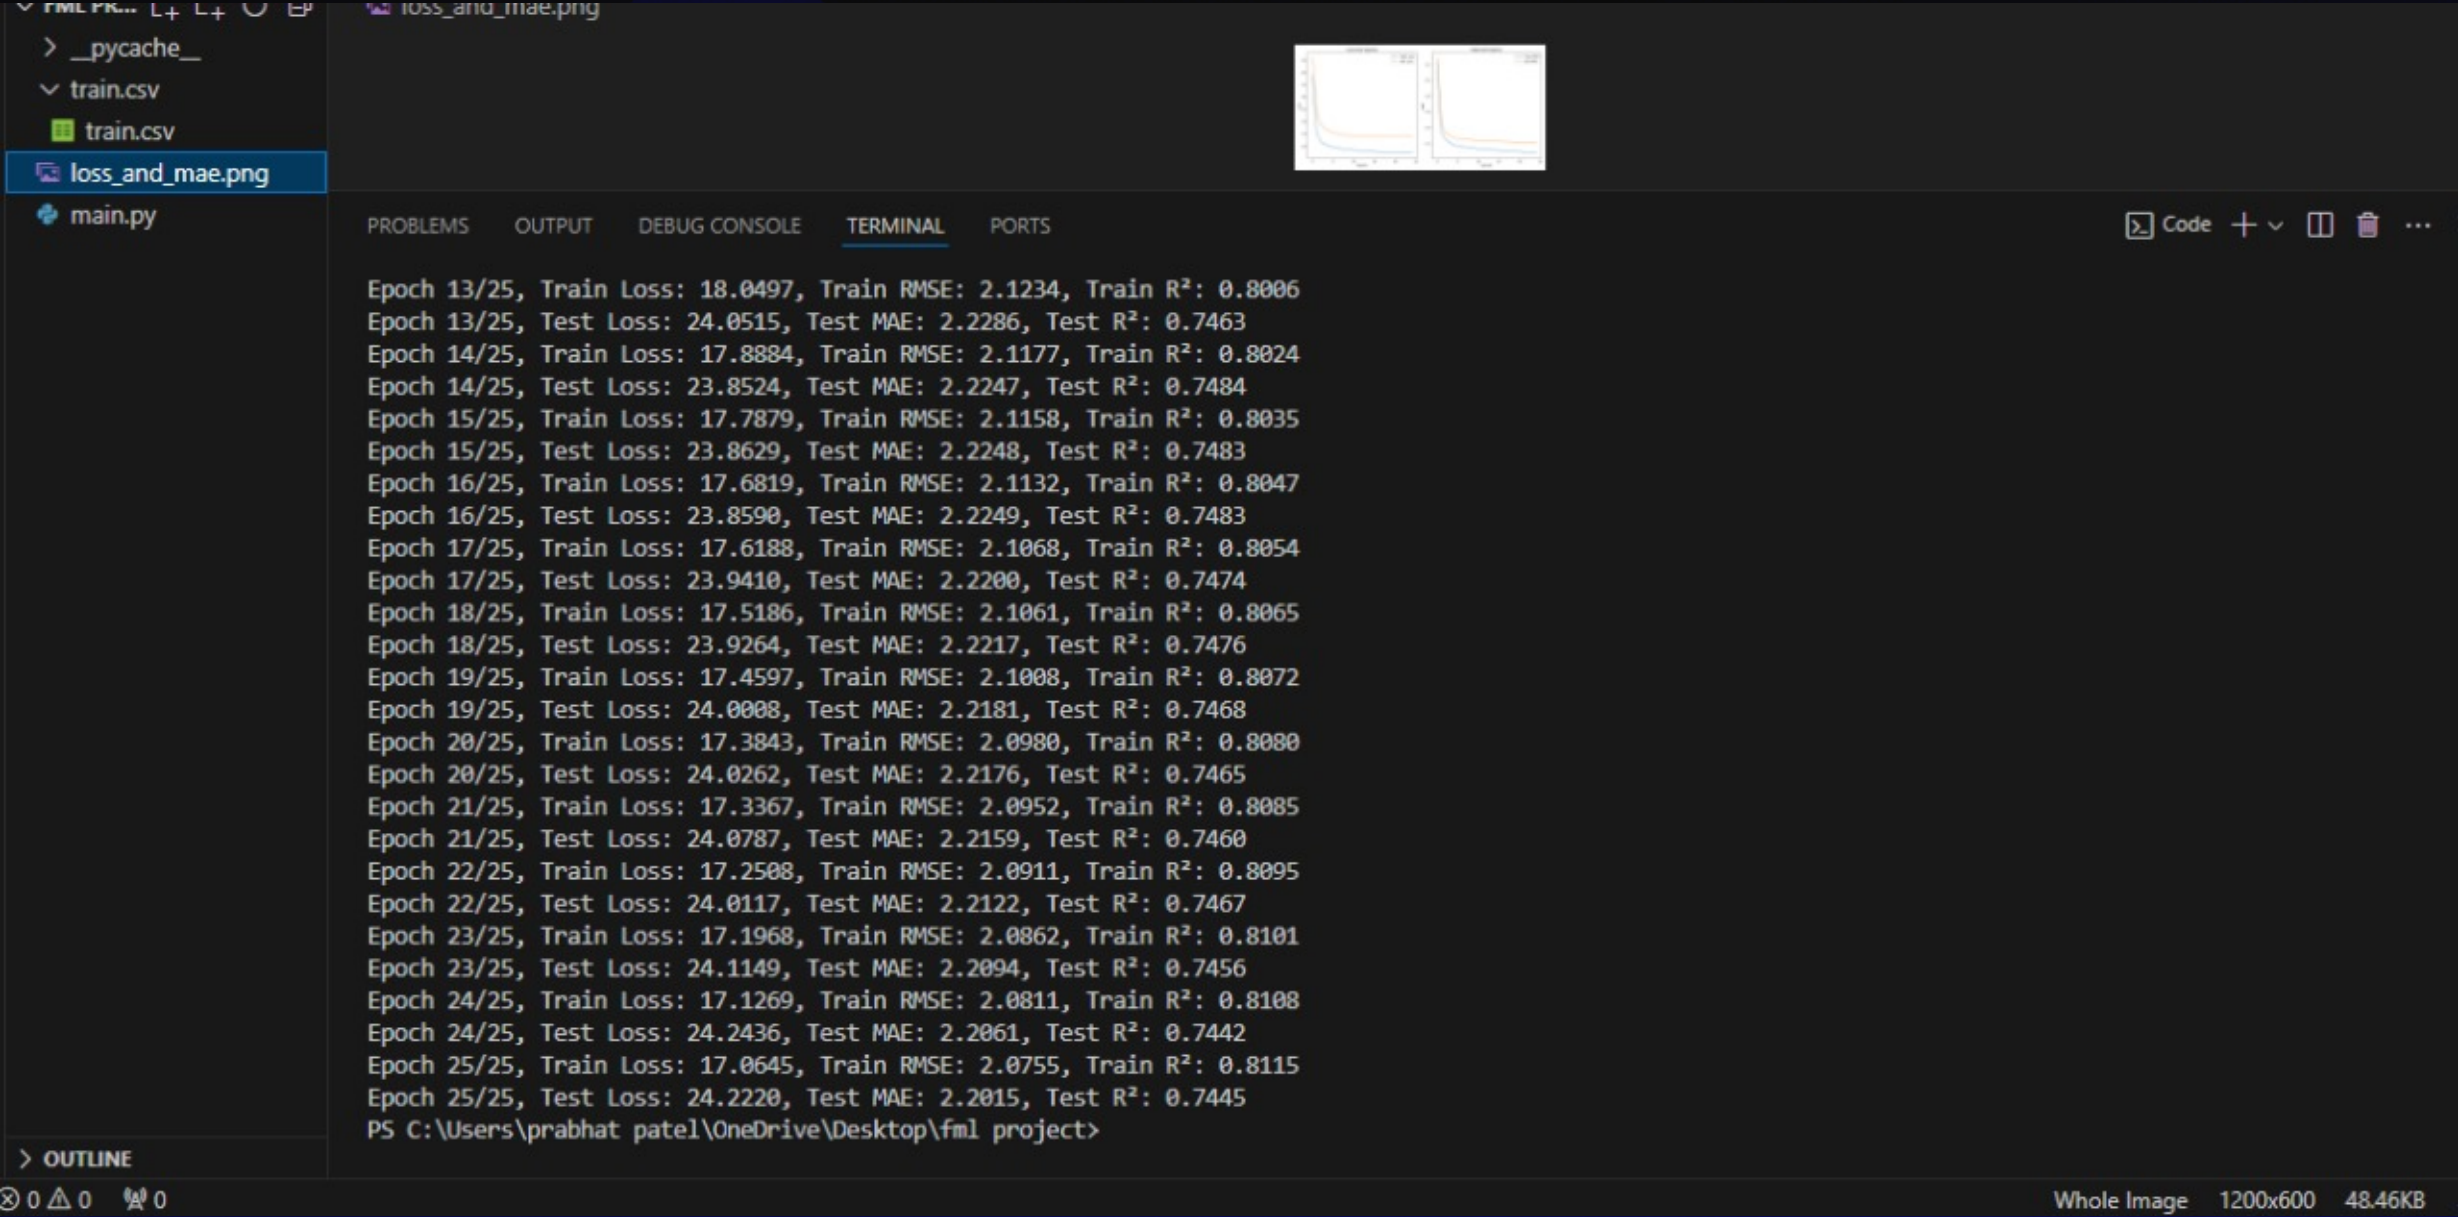 FML PR...
loss_and_mae.png
__pycache__
train.csv
train.csv
loss_and_mae.png
main.py
PROBLEMS OUTPUT DEBUG CONSOLE TERMINAL PORTS
Code
Epoch 13/25, Train Loss: 18.0497, Train RMSE: 2.1234, Train R²: 0.8006
Epoch 13/25, Test Loss: 24.0515, Test MAE: 2.2286, Test R²: 0.7463
Epoch 14/25, Train Loss: 17.8884, Train RMSE: 2.1177, Train R²: 0.8024
Epoch 14/25, Test Loss: 23.8524, Test MAE: 2.2247, Test R²: 0.7484
Epoch 15/25, Train Loss: 17.7879, Train RMSE: 2.1158, Train R²: 0.8035
Epoch 15/25, Test Loss: 23.8629, Test MAE: 2.2248, Test R²: 0.7483
Epoch 16/25, Train Loss: 17.6819, Train RMSE: 2.1132, Train R²: 0.8047
Epoch 16/25, Test Loss: 23.8590, Test MAE: 2.2249, Test R²: 0.7483
Epoch 17/25, Train Loss: 17.6188, Train RMSE: 2.1068, Train R²: 0.8054
Epoch 17/25, Test Loss: 23.9410, Test MAE: 2.2200, Test R²: 0.7474
Epoch 18/25, Train Loss: 17.5186, Train RMSE: 2.1061, Train R²: 0.8065
Epoch 18/25, Test Loss: 23.9264, Test MAE: 2.2217, Test R²: 0.7476
Epoch 19/25, Train Loss: 17.4597, Train RMSE: 2.1008, Train R²: 0.8072
Epoch 19/25, Test Loss: 24.0008, Test MAE: 2.2181, Test R²: 0.7468
Epoch 20/25, Train Loss: 17.3843, Train RMSE: 2.0980, Train R²: 0.8080
Epoch 20/25, Test Loss: 24.0262, Test MAE: 2.2176, Test R²: 0.7465
Epoch 21/25, Train Loss: 17.3367, Train RMSE: 2.0952, Train R²: 0.8085
Epoch 21/25, Test Loss: 24.0787, Test MAE: 2.2159, Test R²: 0.7460
Epoch 22/25, Train Loss: 17.2508, Train RMSE: 2.0911, Train R²: 0.8095
Epoch 22/25, Test Loss: 24.0117, Test MAE: 2.2122, Test R²: 0.7467
Epoch 23/25, Train Loss: 17.1968, Train RMSE: 2.0862, Train R²: 0.8101
Epoch 23/25, Test Loss: 24.1149, Test MAE: 2.2094, Test R²: 0.7456
Epoch 24/25, Train Loss: 17.1269, Train RMSE: 2.0811, Train R²: 0.8108
Epoch 24/25, Test Loss: 24.2436, Test MAE: 2.2061, Test R²: 0.7442
Epoch 25/25, Train Loss: 17.0645, Train RMSE: 2.0755, Train R²: 0.8115
Epoch 25/25, Test Loss: 24.2220, Test MAE: 2.2015, Test R²: 0.7445
PS C:\Users\prabhat patel\OneDrive\Desktop\fml project>
OUTLINE
0 0 0
Whole Image 1200x600 48.46KB